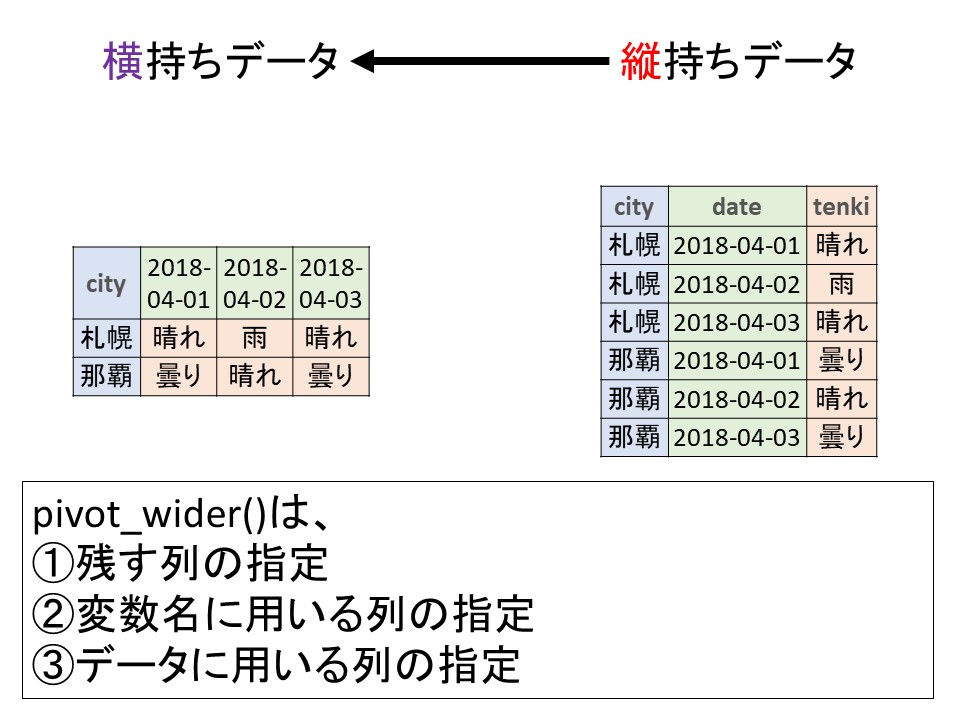 横持ちデータ 縦持ちデータ
city 2018-04-01 2018-04-02 2018-04-03
札幌 晴れ 雨 晴れ
那覇 曇り 晴れ 曇り
city date tenki
札幌 2018-04-01 晴れ
札幌 2018-04-02 雨
札幌 2018-04-03 晴れ
那覇 2018-04-01 曇り
那覇 2018-04-02 晴れ
那覇 2018-04-03 曇り
pivot_wider()は、
①残す列の指定
②変数名に用いる列の指定
③データに用いる列の指定